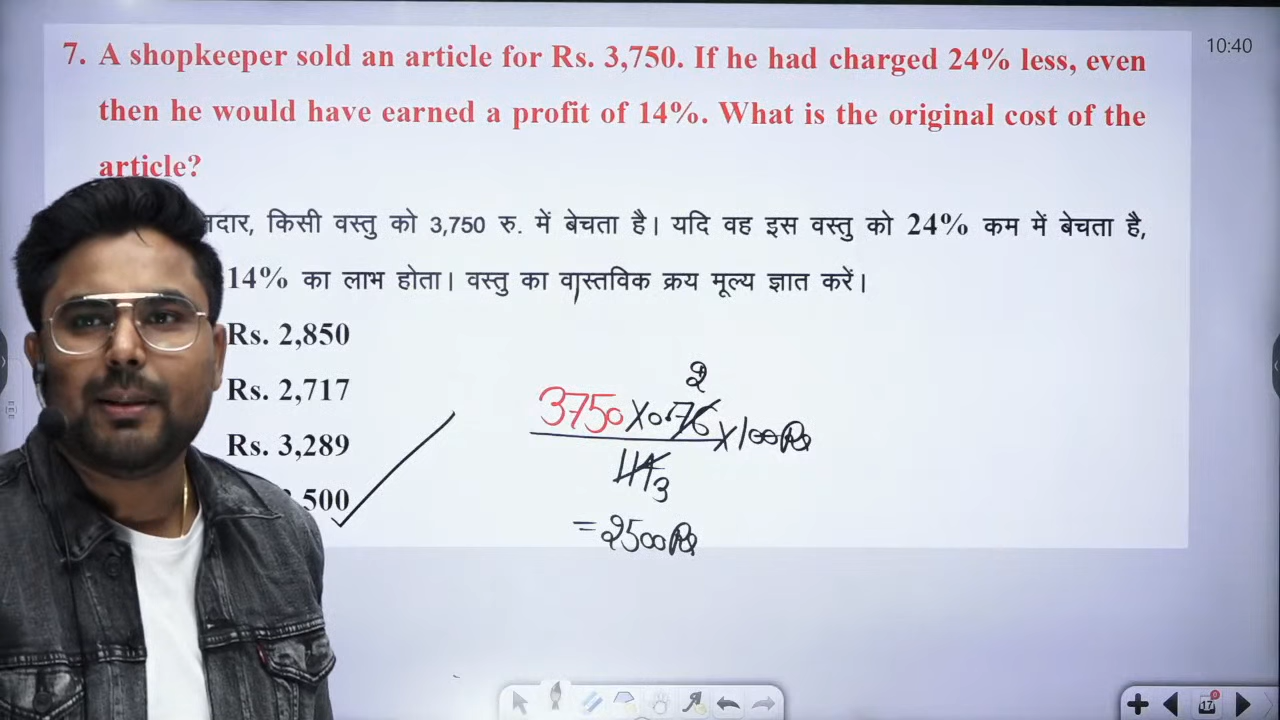 10:40
7. A shopkeeper sold an article for Rs. 3,750. If he had charged 24% less, even
then he would have earned a profit of 14%. What is the original cost of the
article?
किसी वस्तु को 3,750 रु. में बेचता है। यदि वह इस वस्तु को 24% कम में बेचता है,
14% का लाभ होता। वस्तु का वास्तविक क्रय मूल्य ज्ञात करें।
Rs. 2,850
Rs. 2,717
Rs. 3,289
,500
2
3750×0.76
×100Rs
114
3
=2500Rs
17